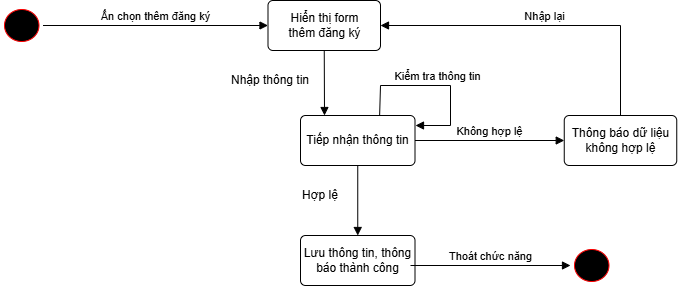 Ấn chọn thêm đăng ký
Hiển thị form
thêm đăng ký
Nhập lại
Nhập thông tin
Kiểm tra thông tin
Tiếp nhận thông tin
Không hợp lệ
Thông báo dữ liệu
không hợp lệ
Hợp lệ
Lưu thông tin, thông
báo thành công
Thoát chức năng